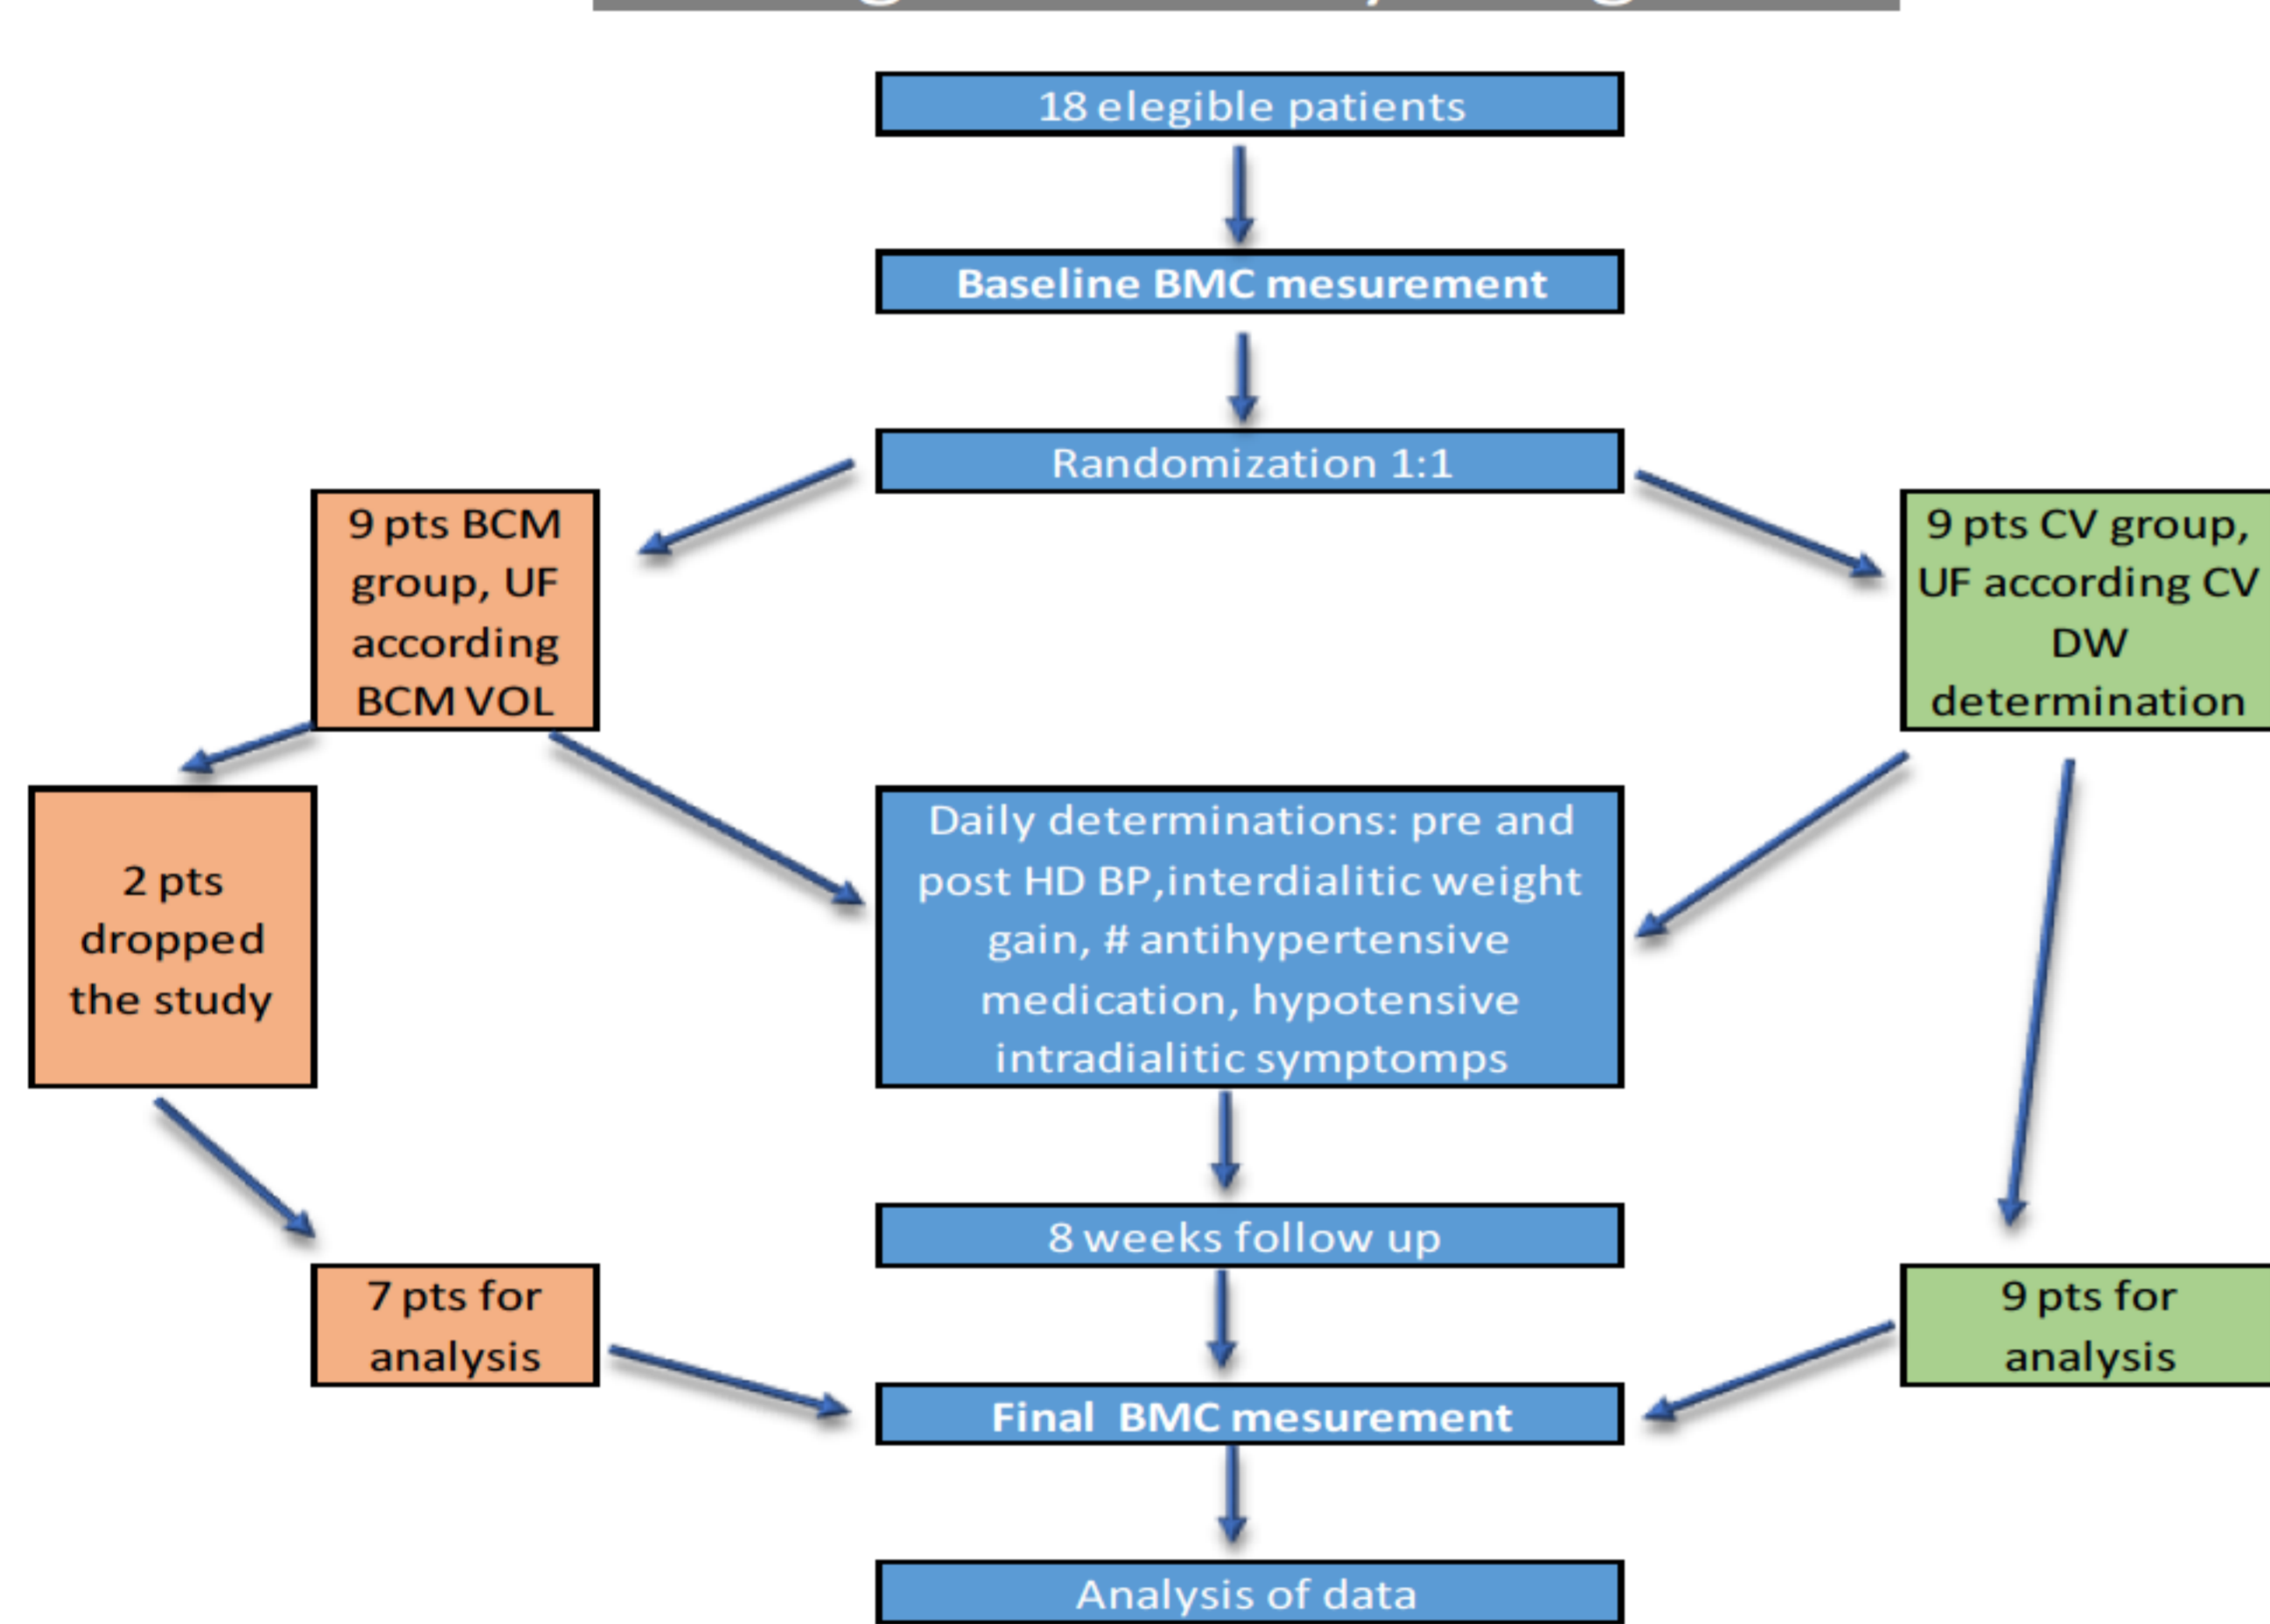 18 elegible patients
Baseline BMC mesurement
Randomization 1:1
9 pts BCM
group, UF
according
BCM VOL
9 pts CV group,
UF according CV
DW
determination
2 pts
dropped
the study
Daily determinations: pre and
post HD BP,interdialitic weight
gain, # antihypertensive
medication, hypotensive
intradialitic symptomps
8 weeks follow up
7 pts for
analysis
9 pts for
analysis
Final BMC mesurement
Analysis of data